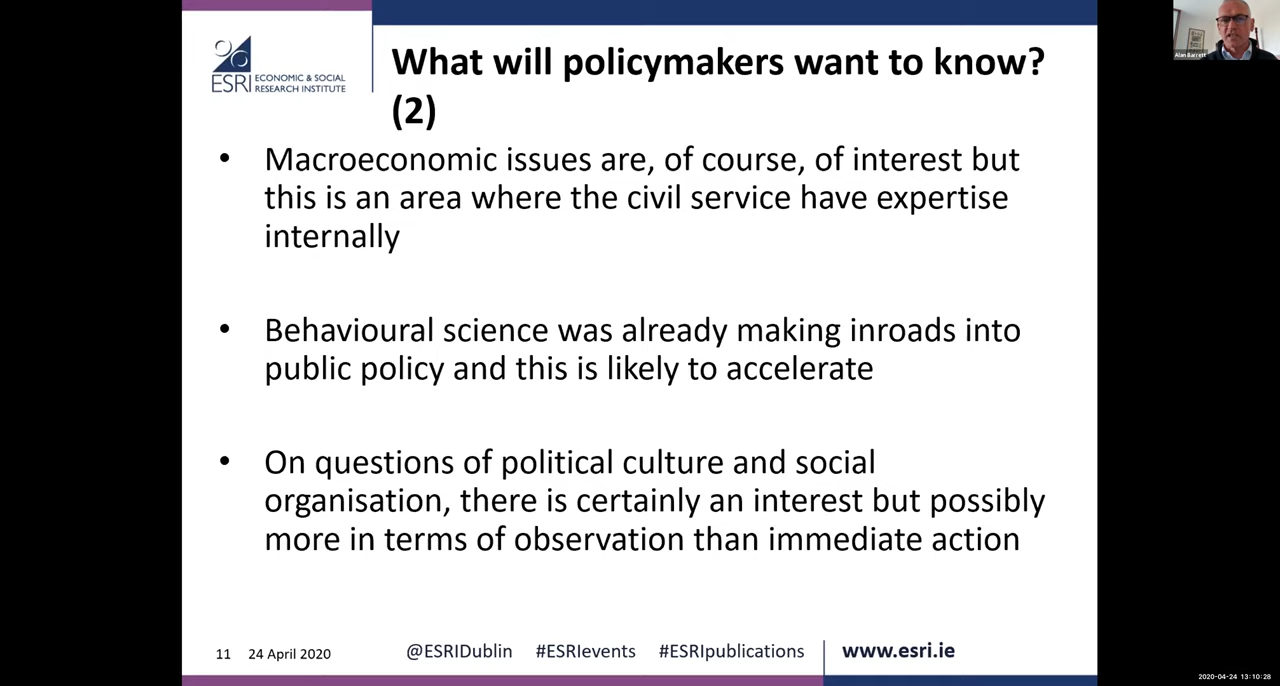 Alan Barrett
ESRI
ECONOMIC & SOCIAL
RESEARCH INSTITUTE
What will policymakers want to know?
(2)
• Macroeconomic issues are, of course, of interest but
this is an area where the civil service have expertise
internally
• Behavioural science was already making inroads into
public policy and this is likely to accelerate
• On questions of political culture and social
organisation, there is certainly an interest but possibly
more in terms of observation than immediate action
11 24 April 2020 @ESRIDublin #ESRIevents #ESRIpublications www.esri.ie
2020-04-24 13:10:28